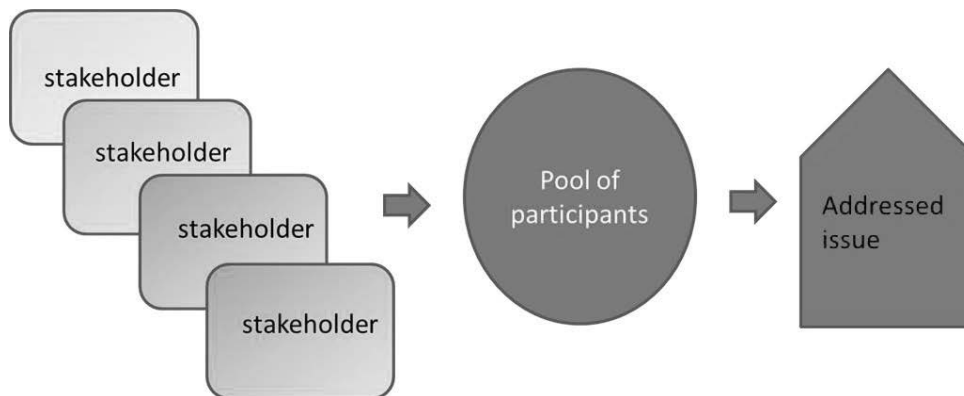 stakeholder
stakeholder
stakeholder
stakeholder
Pool of
participants
Addressed
issue